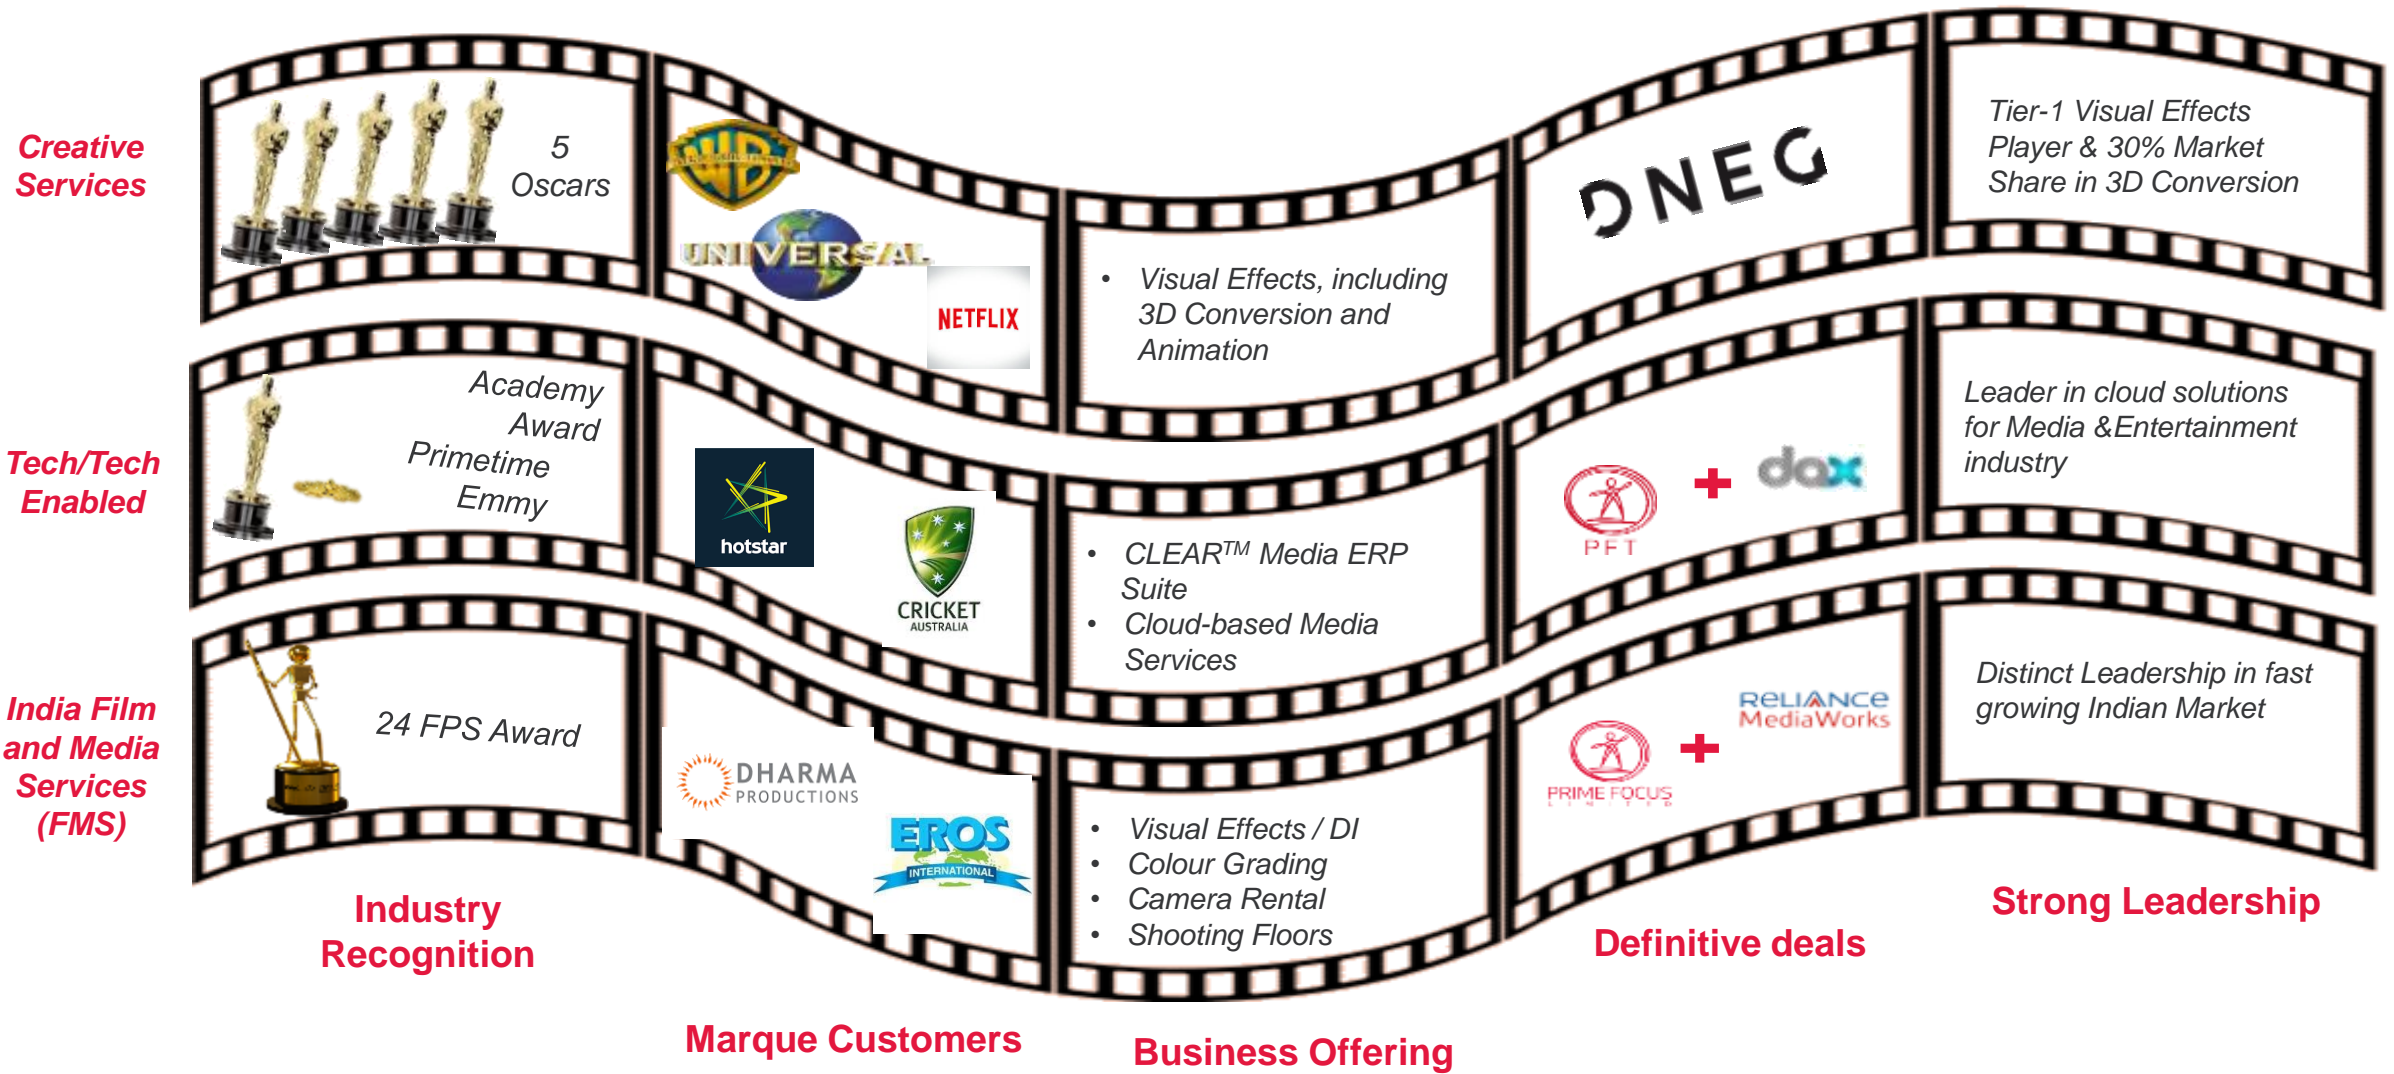 Creative
Services
5
Oscars
WB
UNIVERSAL
NETFLIX
• Visual Effects, including
3D Conversion and
Animation
DNEG
Tier-1 Visual Effects
Player & 30% Market
Share in 3D Conversion
Tech/Tech
Enabled
Academy
Award
Primetime
Emmy
hotstar
CRICKET
AUSTRALIA
• CLEAR™ Media ERP
Suite
• Cloud-based Media
Services
PFT
+
dax
Leader in cloud solutions
for Media &Entertainment
industry
India Film
and Media
Services
(FMS)
24 FPS Award
DHARMA
PRODUCTIONS
EROS
INTERNATIONAL
• Visual Effects / DI
• Colour Grading
• Camera Rental
• Shooting Floors
PRIME FOCUS
LIMITED
+
RELIANCE
MediaWorks
Distinct Leadership in fast
growing Indian Market
Industry
Recognition
Marque Customers
Business Offering
Definitive deals
Strong Leadership